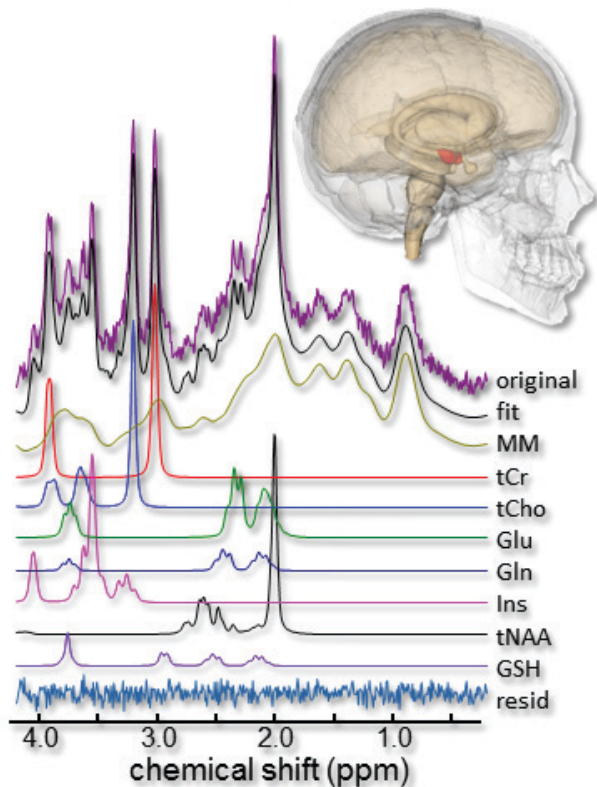 original
fit
MM
tCr
tCho
Glu
Gln
Ins
tNAA
GSH
resid
4.0 3.0 2.0 1.0
chemical shift (ppm)